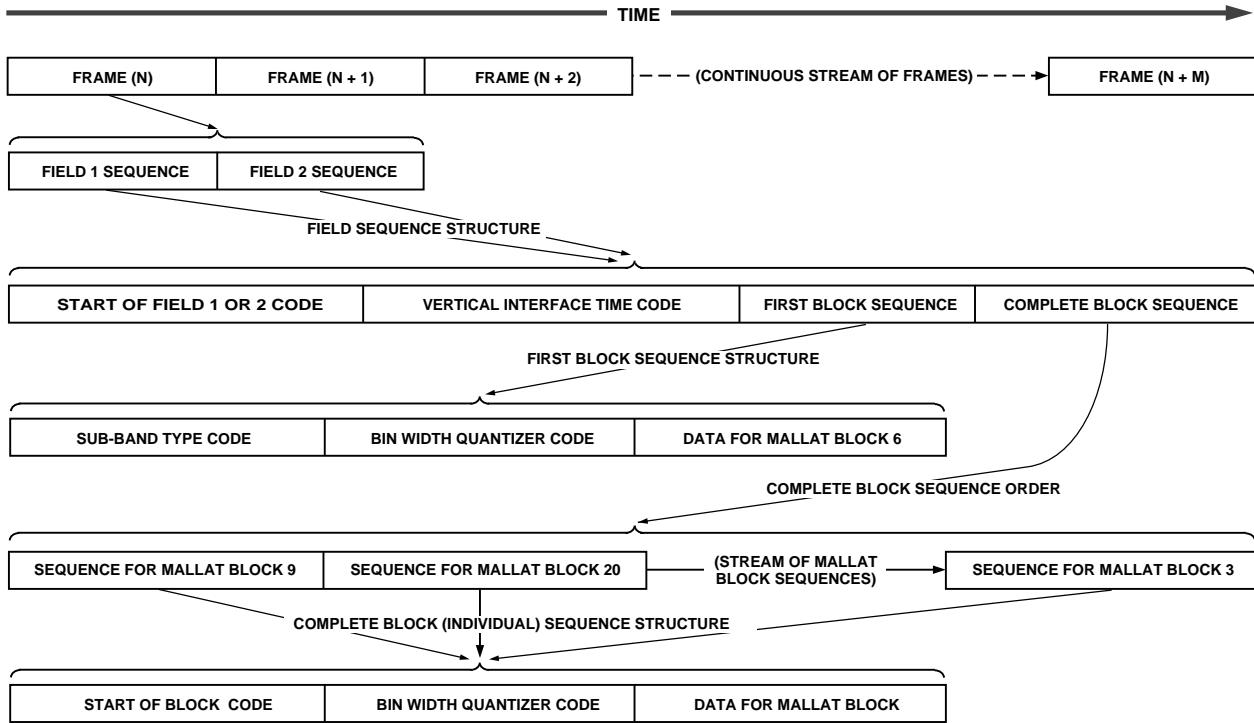 TIME
FRAME (N)
FRAME (N + 1)
FRAME (N + 2)
(CONTINUOUS STREAM OF FRAMES)
FRAME (N + M)
FIELD 1 SEQUENCE
FIELD 2 SEQUENCE
FIELD SEQUENCE STRUCTURE
START OF FIELD 1 OR 2 CODE
VERTICAL INTERFACE TIME CODE
FIRST BLOCK SEQUENCE
COMPLETE BLOCK SEQUENCE
FIRST BLOCK SEQUENCE STRUCTURE
SUB-BAND TYPE CODE
BIN WIDTH QUANTIZER CODE
DATA FOR MALLAT BLOCK 6
COMPLETE BLOCK SEQUENCE ORDER
SEQUENCE FOR MALLAT BLOCK 9
SEQUENCE FOR MALLAT BLOCK 20
(STREAM OF MALLAT
BLOCK SEQUENCES)
SEQUENCE FOR MALLAT BLOCK 3
COMPLETE BLOCK (INDIVIDUAL) SEQUENCE STRUCTURE
START OF BLOCK CODE
BIN WIDTH QUANTIZER CODE
DATA FOR MALLAT BLOCK